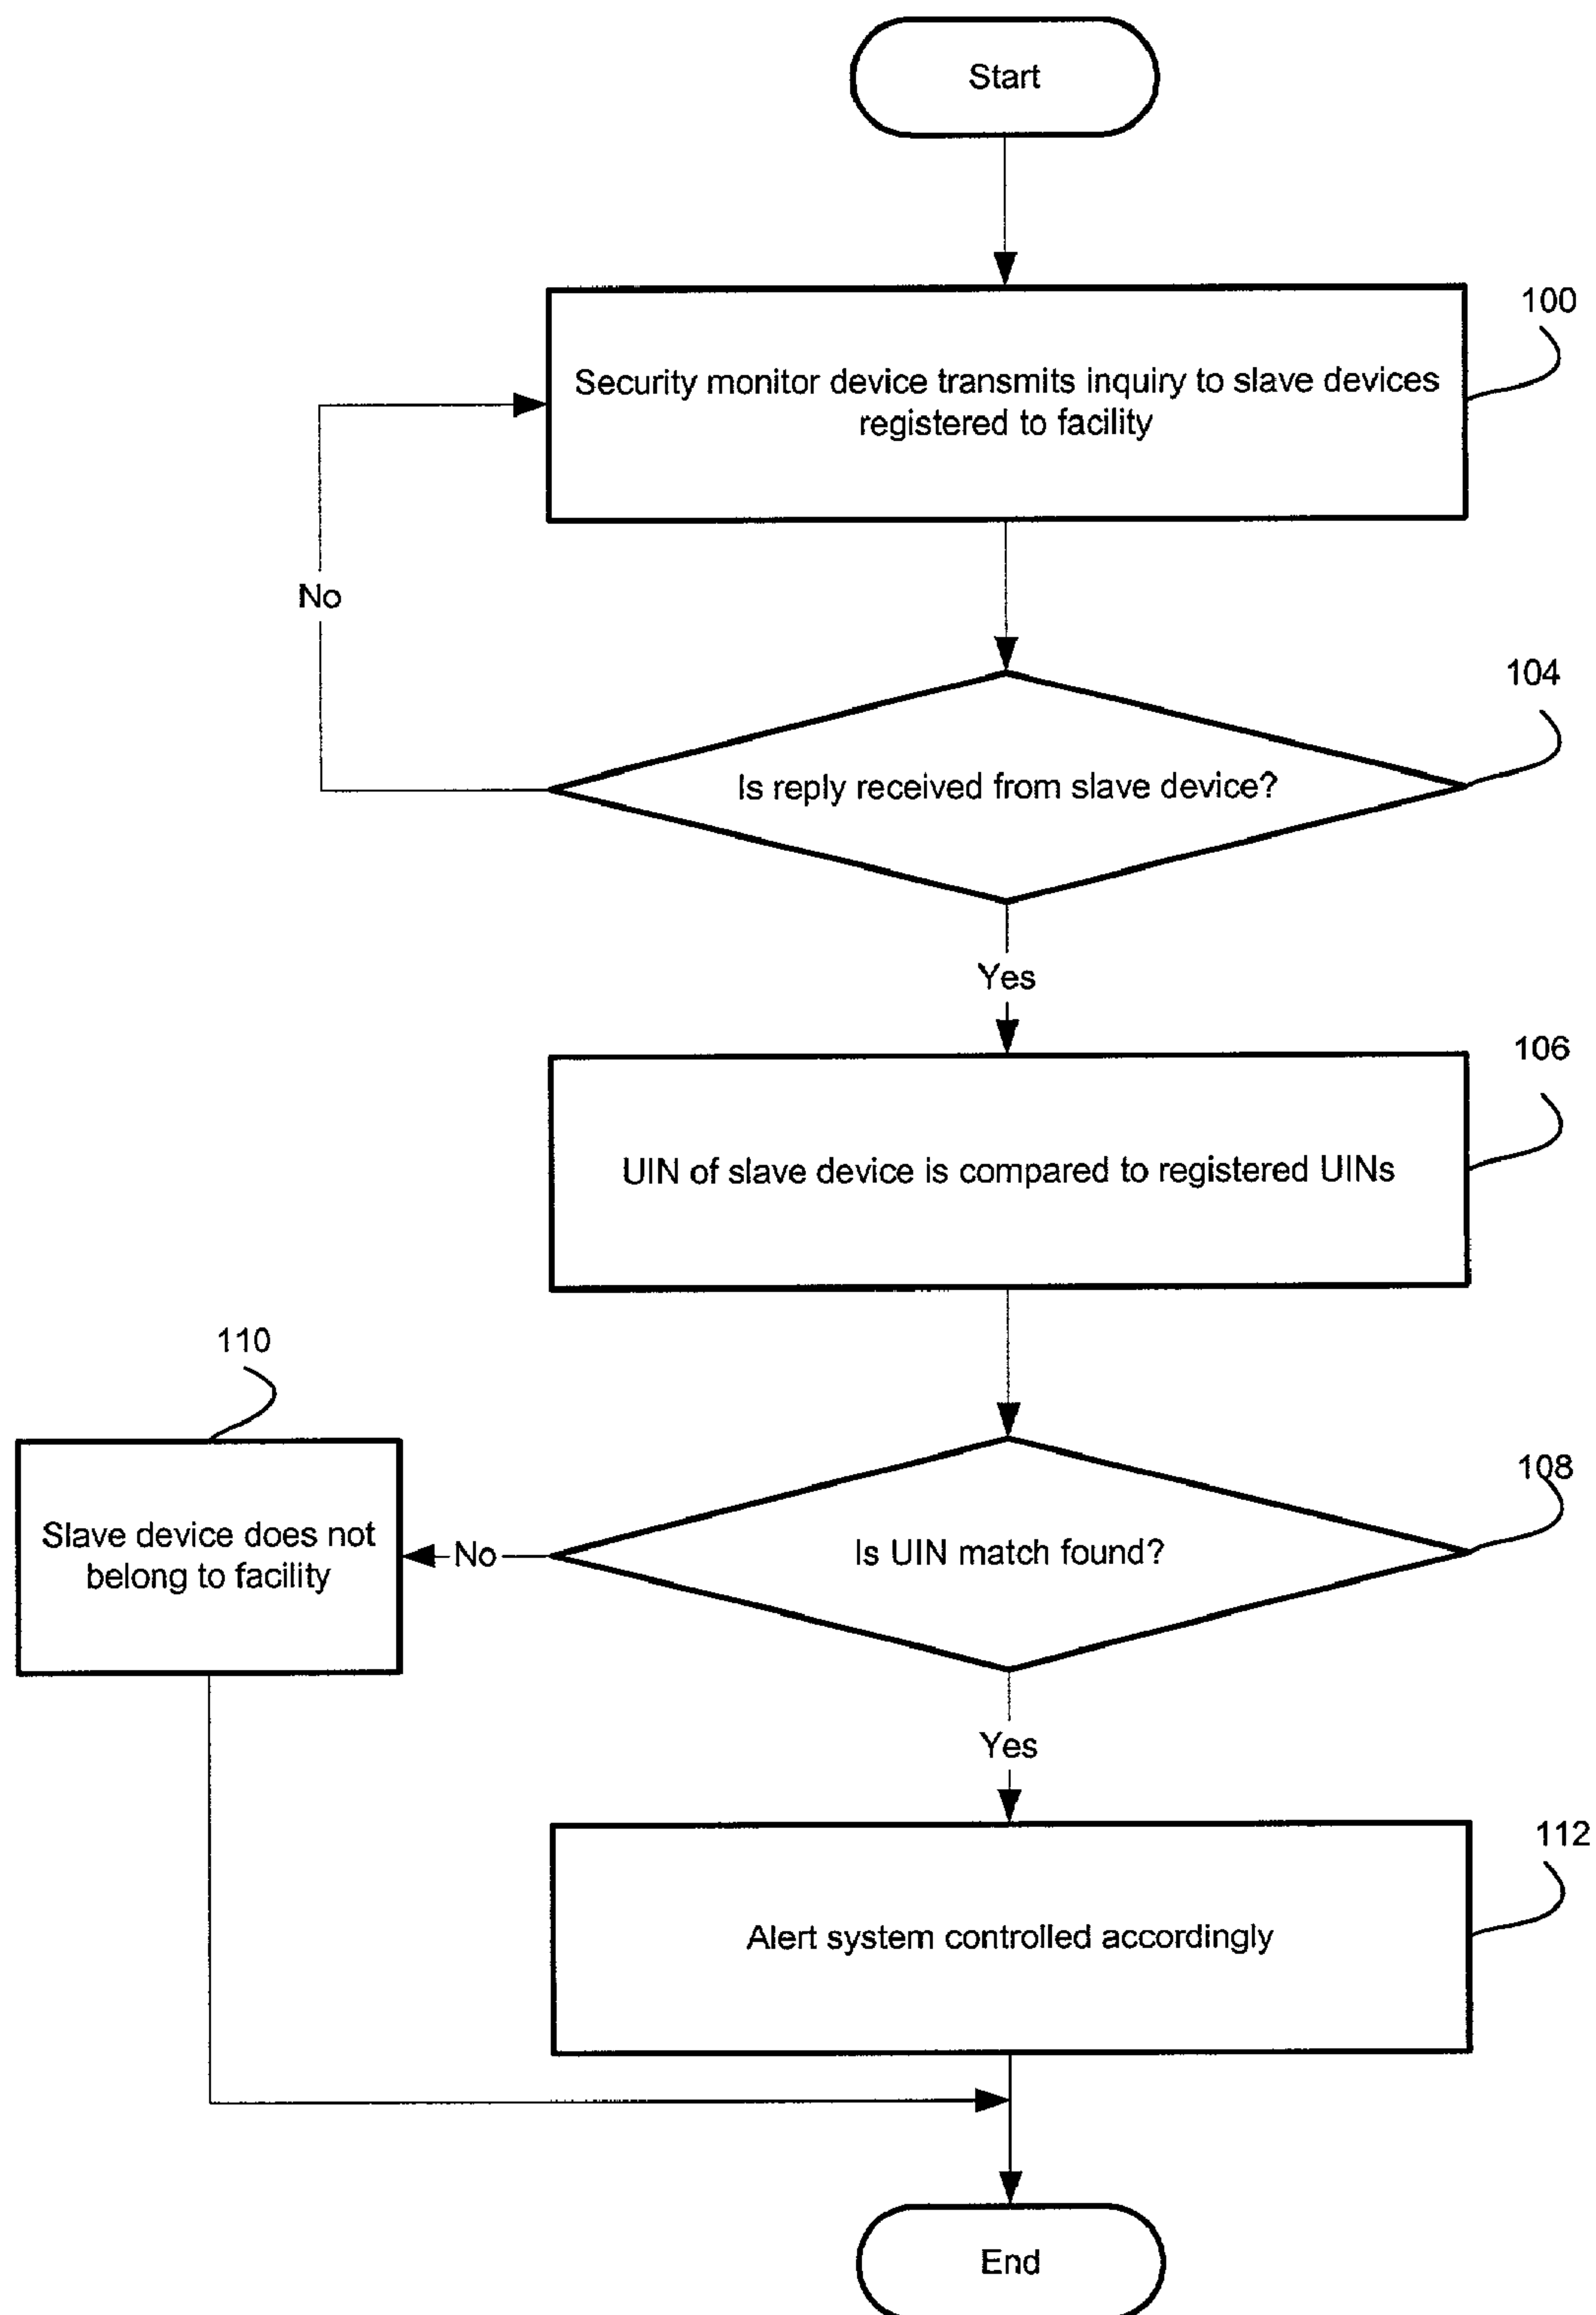 Start
100
Security monitor device transmits inquiry to slave devices
registered to facility
No
104
Is reply received from slave device?
Yes
106
UIN of slave device is compared to registered UINs
110
108
Slave device does not
belong to facility
No
Is UIN match found?
Yes
112
Alert system controlled accordingly
End